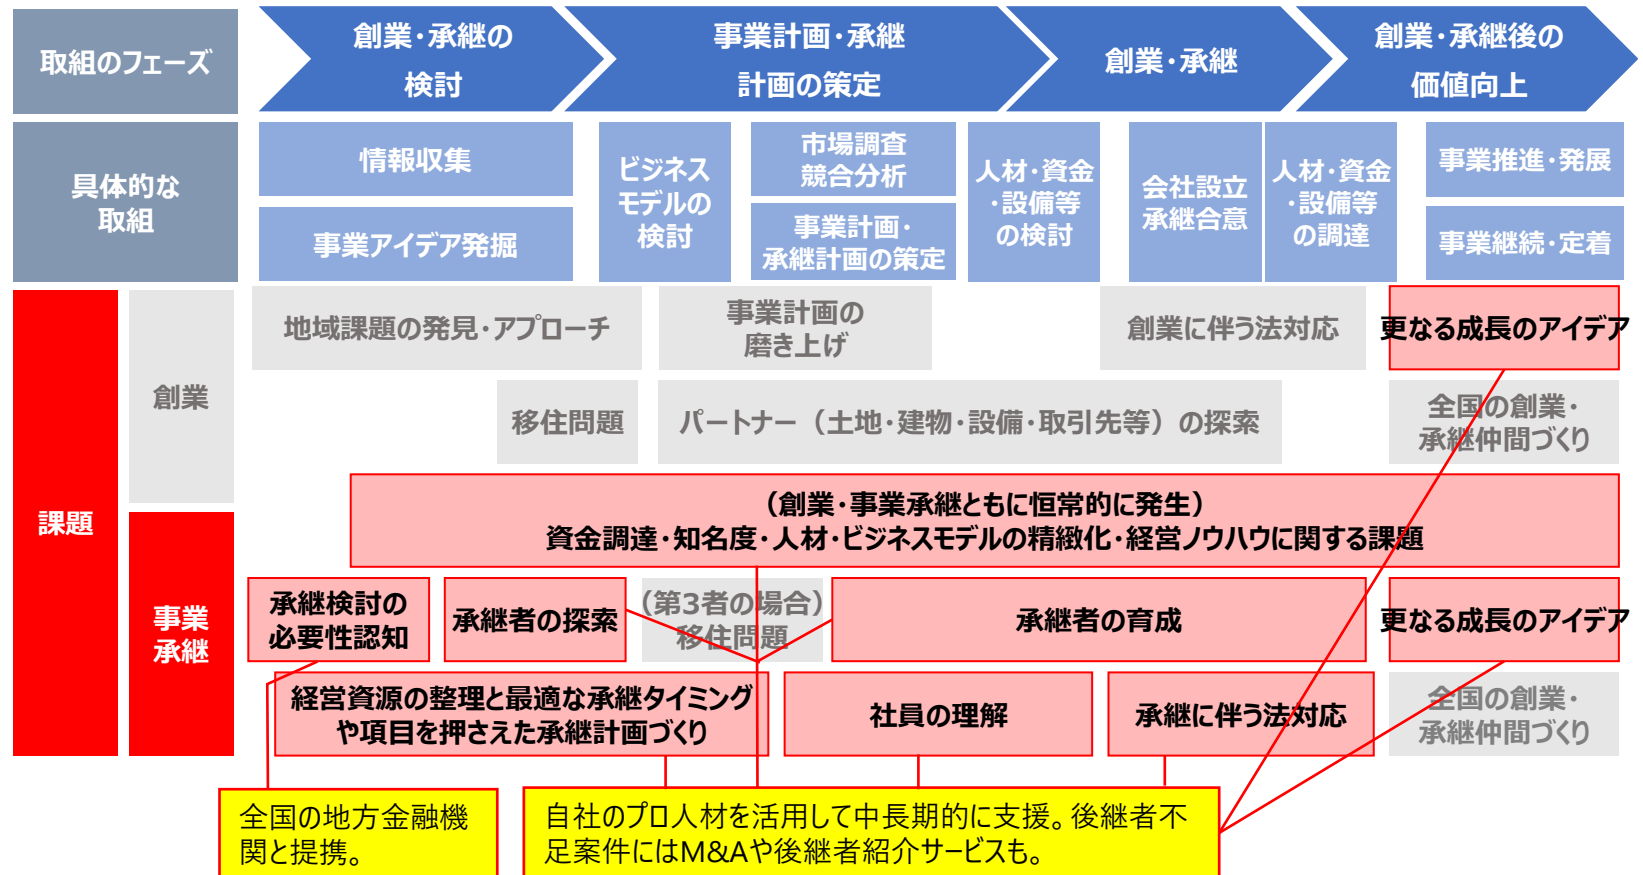 取組のフェーズ
創業・承継の
検討
事業計画・承継
計画の策定
創業・承継
創業・承継後の
価値向上
具体的な
取組
情報収集
事業アイデア発掘
ビジネス
モデルの
検討
市場調査
競合分析
事業計画・
承継計画の策定
人材・資金
・設備等
の検討
会社設立
承継合意
人材・資金
・設備等
の調達
事業推進・発展
事業継続・定着
課題
創業
地域課題の発見・アプローチ
事業計画の
磨き上げ
創業に伴う法対応
更なる成長のアイデア
移住問題
パートナー（土地・建物・設備・取引先等）の探索
全国の創業・
承継仲間づくり
（創業・事業承継ともに恒常的に発生）
資金調達・知名度・人材・ビジネスモデルの精緻化・経営ノウハウに関する課題
事業
承継
承継検討の
必要性認知
承継者の探索
（第3者の場合）
移住問題
承継者の育成
更なる成長のアイデア
経営資源の整理と最適な承継タイミング
や項目を押さえた承継計画づくり
社員の理解
承継に伴う法対応
全国の創業・
承継仲間づくり
全国の地方金融機
関と提携。
自社のプロ人材を活用して中長期的に支援。後継者不
足案件にはM&Aや後継者紹介サービスも。